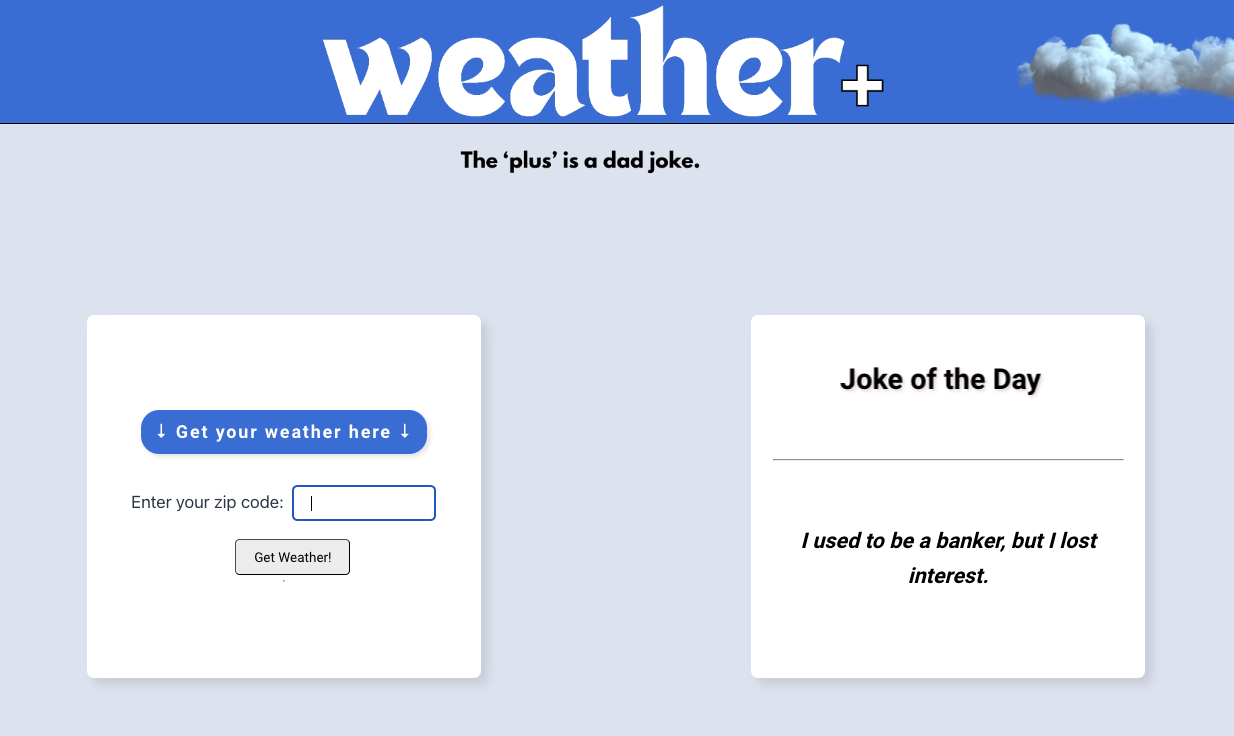 weather+
The ‘plus’ is a dad joke.
↓ Get your weather here ↓
Enter your zip code:
Get Weather!
Joke of the Day
I used to be a banker, but I lost
interest.